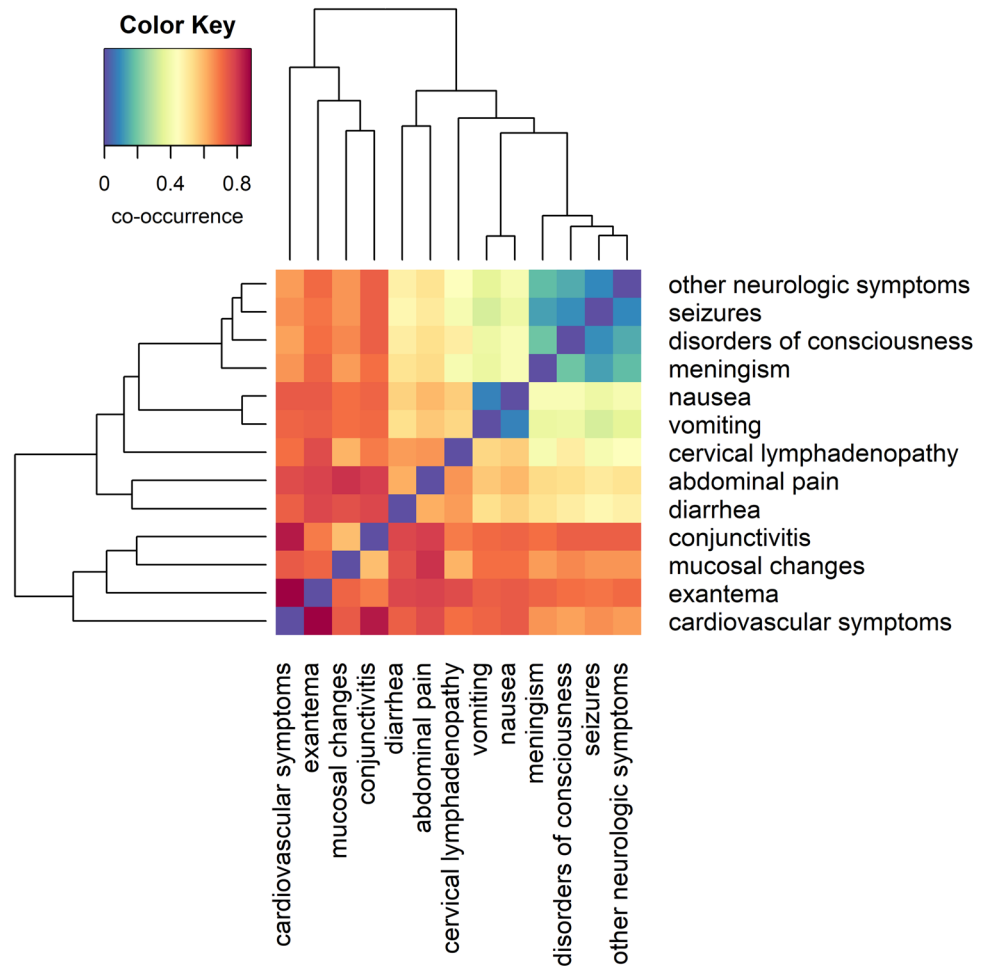 Color Key
0 0.4 0.8
co-occurrence
other neurologic symptoms
seizures
disorders of consciousness
meningism
nausea
vomiting
cervical lymphadenopathy
abdominal pain
diarrhea
conjunctivitis
mucosal changes
exantema
cardiovascular symptoms
cardiovascular symptoms
exantema
mucosal changes
conjunctivitis
diarrhea
abdominal pain
cervical lymphadenopathy
vomiting
nausea
meningism
disorders of consciousness
seizures
other neurologic symptoms